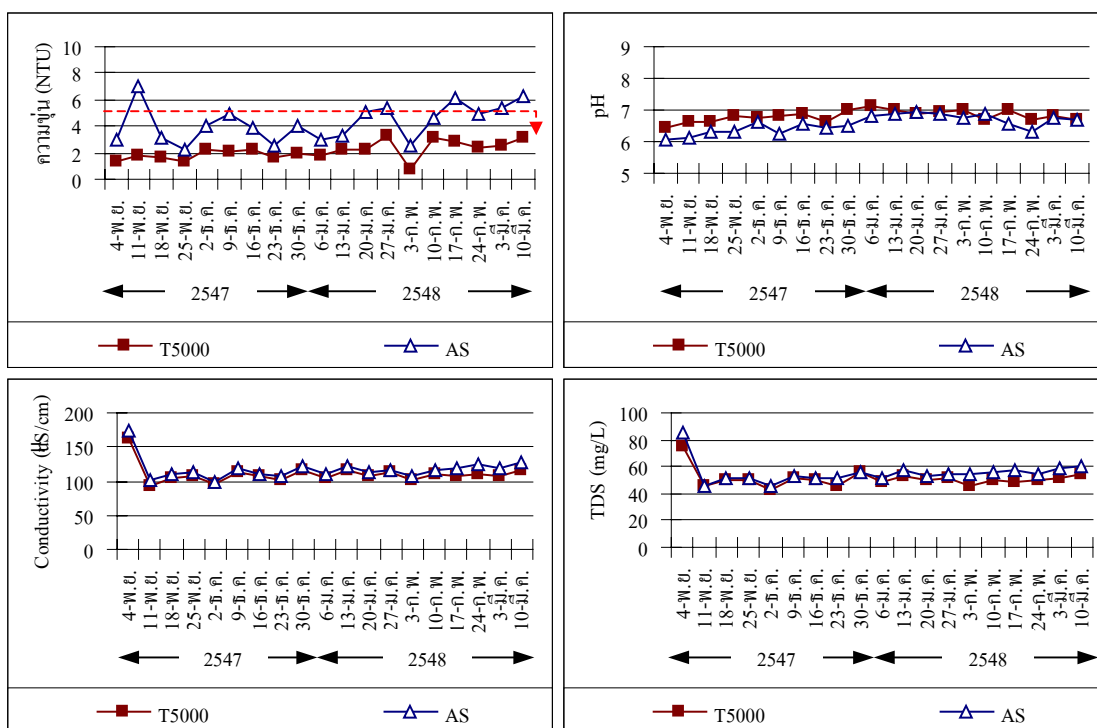 ความขุ่น (NTU)
10
8
6
4
2
0
4-พ.ย.
11-พ.ย.
18-พ.ย.
25-พ.ย.
2-ธ.ค.
9-ธ.ค.
16-ธ.ค.
23-ธ.ค.
30-ธ.ค.
6-ม.ค.
13-ม.ค.
20-ม.ค.
27-ม.ค.
3-ก.พ.
10-ก.พ.
17-ก.พ.
24-ก.พ.
3-มี.ค.
10-มี.ค.
2547
2548
T5000
AS
pH
9
8
7
6
5
4-พ.ย.
11-พ.ย.
18-พ.ย.
25-พ.ย.
2-ธ.ค.
9-ธ.ค.
16-ธ.ค.
23-ธ.ค.
30-ธ.ค.
6-ม.ค.
13-ม.ค.
20-ม.ค.
27-ม.ค.
3-ก.พ.
10-ก.พ.
17-ก.พ.
24-ก.พ.
3-มี.ค.
10-มี.ค.
2547
2548
T5000
AS
200
150
100
50
0
4-พ.ย.
11-พ.ย.
18-พ.ย.
25-พ.ย.
2-ธ.ค.
9-ธ.ค.
16-ธ.ค.
23-ธ.ค.
30-ธ.ค.
6-ม.ค.
13-ม.ค.
20-ม.ค.
27-ม.ค.
3-ก.พ.
10-ก.พ.
17-ก.พ.
24-ก.พ.
3-มี.ค.
10-มี.ค.
Conductivity
2547
2548
T5000
AS
TDS (mg/L)
100
80
60
40
20
0
4-พ.ย.
11-พ.ย.
18-พ.ย.
25-พ.ย.
2-ธ.ค.
9-ธ.ค.
16-ธ.ค.
23-ธ.ค.
30-ธ.ค.
6-ม.ค.
13-ม.ค.
20-ม.ค.
27-ม.ค.
3-ก.พ.
10-ก.พ.
17-ก.พ.
24-ก.พ.
3-มี.ค.
10-มี.ค.
2547
2548
T5000
AS